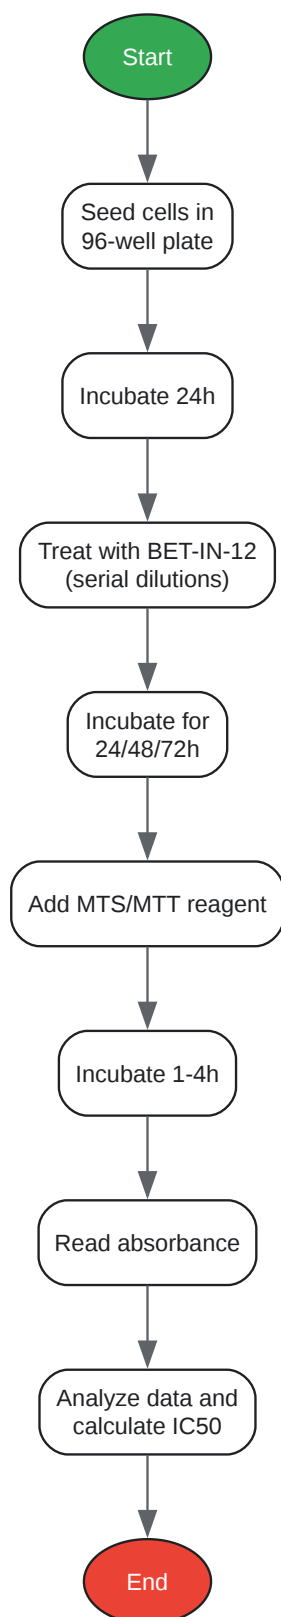 Start
Seed cells in
96-well plate
Incubate 24h
Treat with BET-IN-12
(serial dilutions)
Incubate for
24/48/72h
Add MTS/MTT reagent
Incubate 1-4h
Read absorbance
Analyze data and
calculate IC50
End